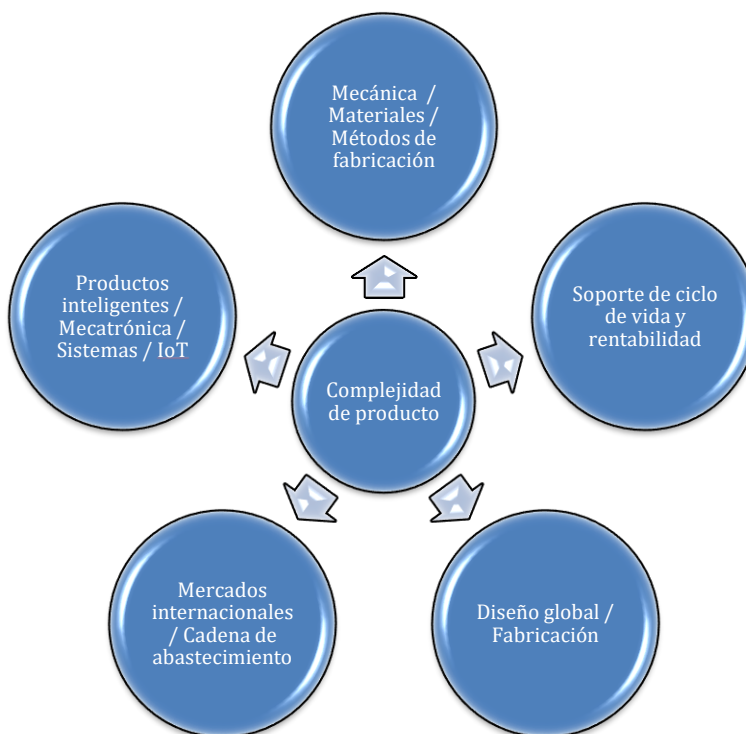 Mecánica /
Materiales /
Métodos de
fabricación
Productos
inteligentes /
Mecatrónica /
Sistemas / IoT
Soporte de ciclo
de vida y
rentabilidad
Complejidad
de producto
Mercados
internacionales
/ Cadena de
abastecimiento
Diseño global /
Fabricación